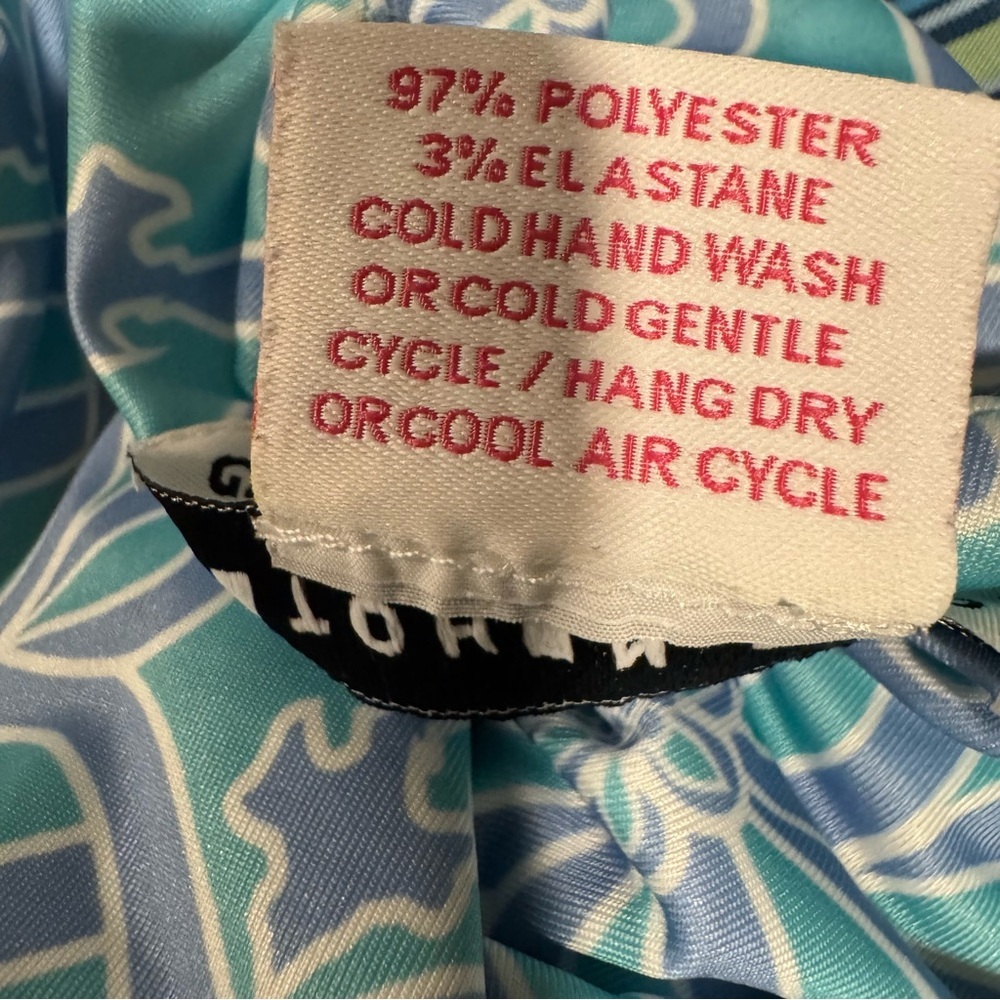 97% POLYESTER
3% ELASTANE
COLD HAND WASH
OR COLD GENTLE
CYCLE / HANG DRY
OR COOL AIR CYCLE